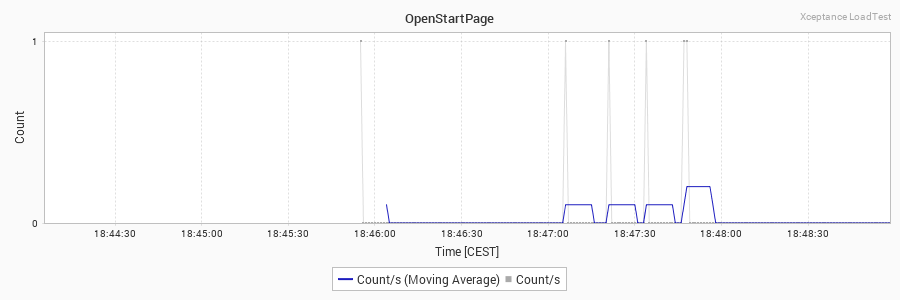 OpenStartPage
Xceptance LoadTest
1
Count
0
18:44:30 18:45:00 18:45:30 18:46:00 18:46:30 18:47:00 18:47:30 18:48:00 18:48:30
Time [CEST]
Count/s (Moving Average) Count/s